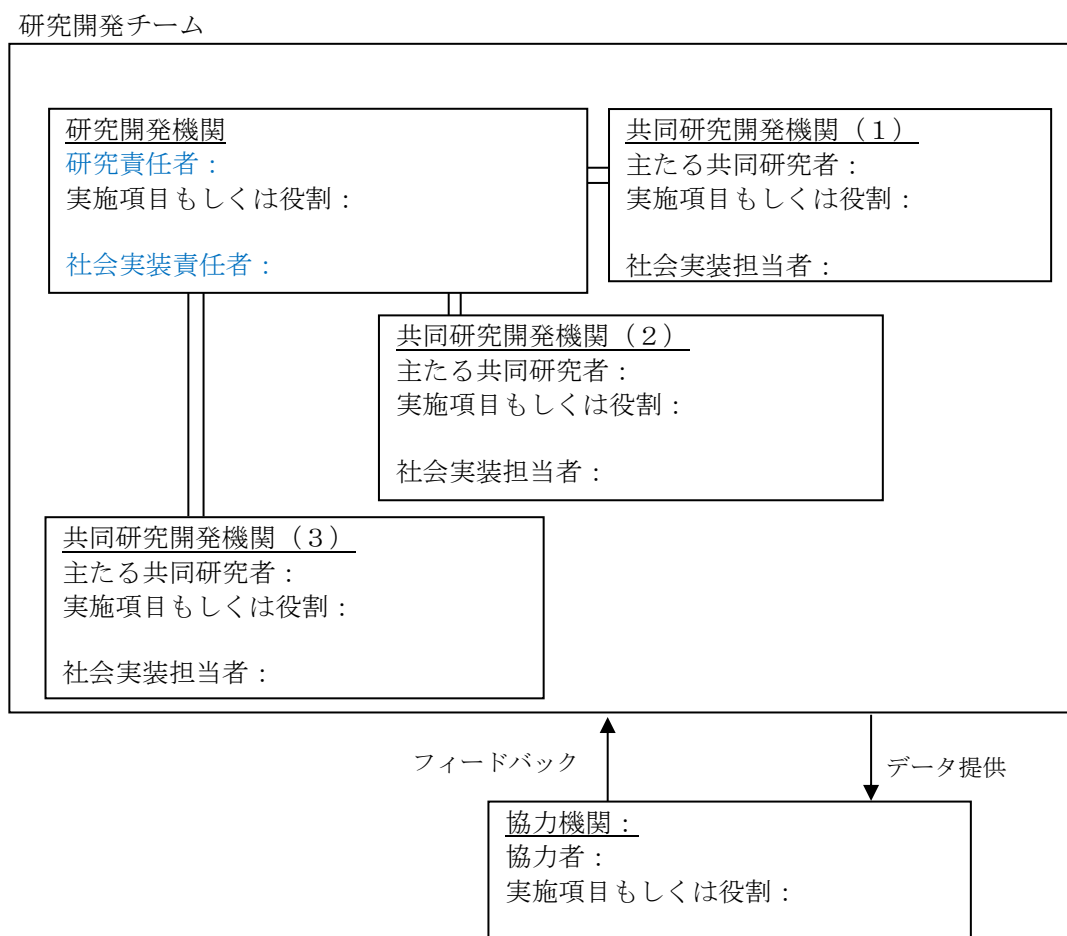 研究開発チーム
研究開発機関
研究責任者：
実施項目もしくは役割：
社会実装責任者：
共同研究開発機関（１）
主たる共同研究者：
実施項目もしくは役割：
社会実装担当者：
共同研究開発機関（２）
主たる共同研究者：
実施項目もしくは役割：
社会実装担当者：
共同研究開発機関（３）
主たる共同研究者：
実施項目もしくは役割：
社会実装担当者：
フィードバック
データ提供
協力機関：
協力者：
実施項目もしくは役割：